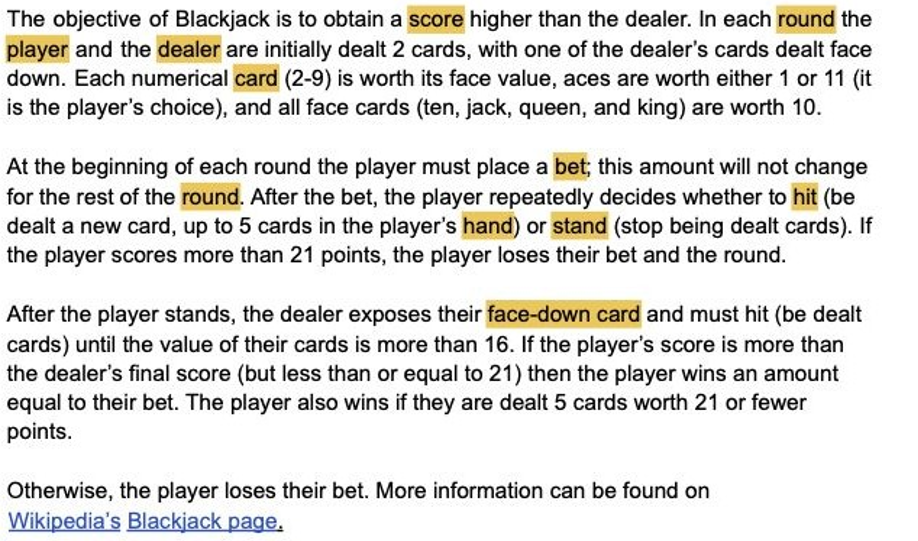 The objective of Blackjack is to obtain a score higher than the dealer. In each round the
player and the dealer are initially dealt 2 cards, with one of the dealer's cards dealt face
down. Each numerical card (2-9) is worth its face value, aces are worth either 1 or 11 (it
is the player's choice), and all face cards (ten, jack, queen, and king) are worth 10.
At the beginning of each round the player must place a bet; this amount will not change
for the rest of the round. After the bet, the player repeatedly decides whether to hit (be
dealt a new card, up to 5 cards in the player's hand) or stand (stop being dealt cards). If
the player scores more than 21 points, the player loses their bet and the round.
After the player stands, the dealer exposes their face-down card and must hit (be dealt
cards) until the value of their cards is more than 16. If the player's score is more than
the dealer's final score (but less than or equal to 21) then the player wins an amount
equal to their bet. The player also wins if they are dealt 5 cards worth 21 or fewer
points.
Otherwise, the player loses their bet. More information can be found on
Wikipedia's Blackjack page.